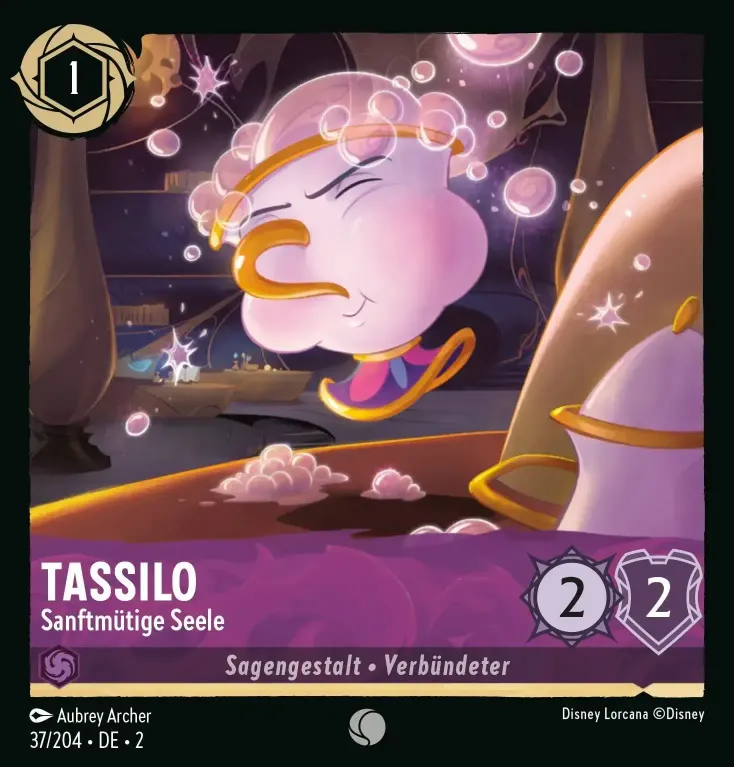 1
TASSILO
Sanftmütige Seele
2 2
Sagengestalt • Verbündeter
Aubrey Archer
Disney Lorcana ©Disney
37/204 • DE • 2